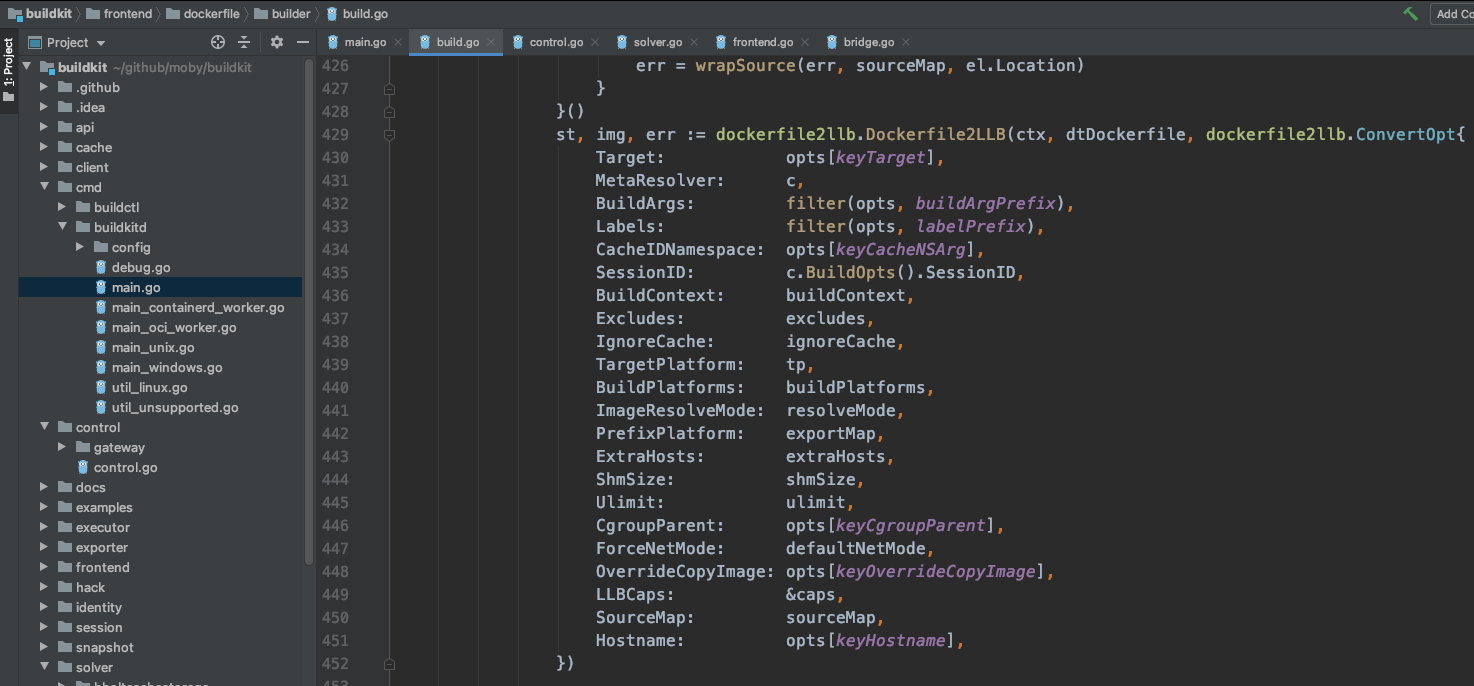 buildkit frontend dockerfile builder build.go
Add Co
1: Project
Project
main.go build.go control.go solver.go frontend.go bridge.go
buildkit ~/github/moby/buildkit
.github
.idea
api
cache
client
cmd
buildctl
buildkitd
config
debug.go
main.go
main_containerd_worker.go
main_oci_worker.go
main_unix.go
main_windows.go
util_linux.go
util_unsupported.go
control
gateway
control.go
docs
examples
executor
exporter
frontend
hack
identity
session
snapshot
solver
426 err = wrapSource(err, sourceMap, el.Location)
427 }
428 }()
429 st, img, err := dockerfile2llb.Dockerfile2LLB(ctx, dtDockerfile, dockerfile2llb.ConvertOpt{
430 Target: opts[keyTarget],
431 MetaResolver: c,
432 BuildArgs: filter(opts, buildArgPrefix),
433 Labels: filter(opts, labelPrefix),
434 CacheIDNamespace: opts[keyCacheNSArg],
435 SessionID: c.BuildOpts().SessionID,
436 BuildContext: buildContext,
437 Excludes: excludes,
438 IgnoreCache: ignoreCache,
439 TargetPlatform: tp,
440 BuildPlatforms: buildPlatforms,
441 ImageResolveMode: resolveMode,
442 PrefixPlatform: exportMap,
443 ExtraHosts: extraHosts,
444 ShmSize: shmSize,
445 Ulimit: ulimit,
446 CgroupParent: opts[keyCgroupParent],
447 ForceNetMode: defaultNetMode,
448 OverrideCopyImage: opts[keyOverrideCopyImage],
449 LLBCaps: &caps,
450 SourceMap: sourceMap,
451 Hostname: opts[keyHostname],
452 })